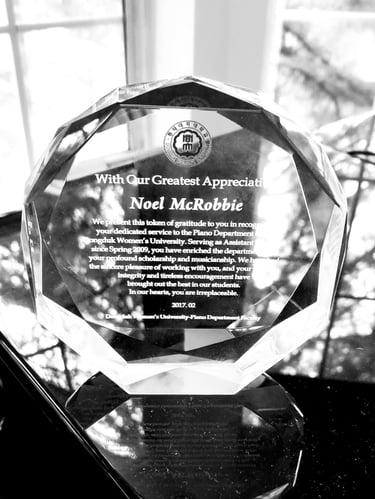 With Our Greatest Appreciati
Noel McRobbie
We present this token of gratitude to you in recog
your dedicated service to the Piano Department
ongduk Women's University. Serving as Assistant
since Spring 2009, you have enriched the depart
your profound scholarship and musicianship. We h
the sincere pleasure of working with you, and your
integrity and tireless encouragement have
brought out the best in our students.
In our hearts, you are irreplaceable.
2017. 02
Dongduk Women's University-Piano Department Faculty